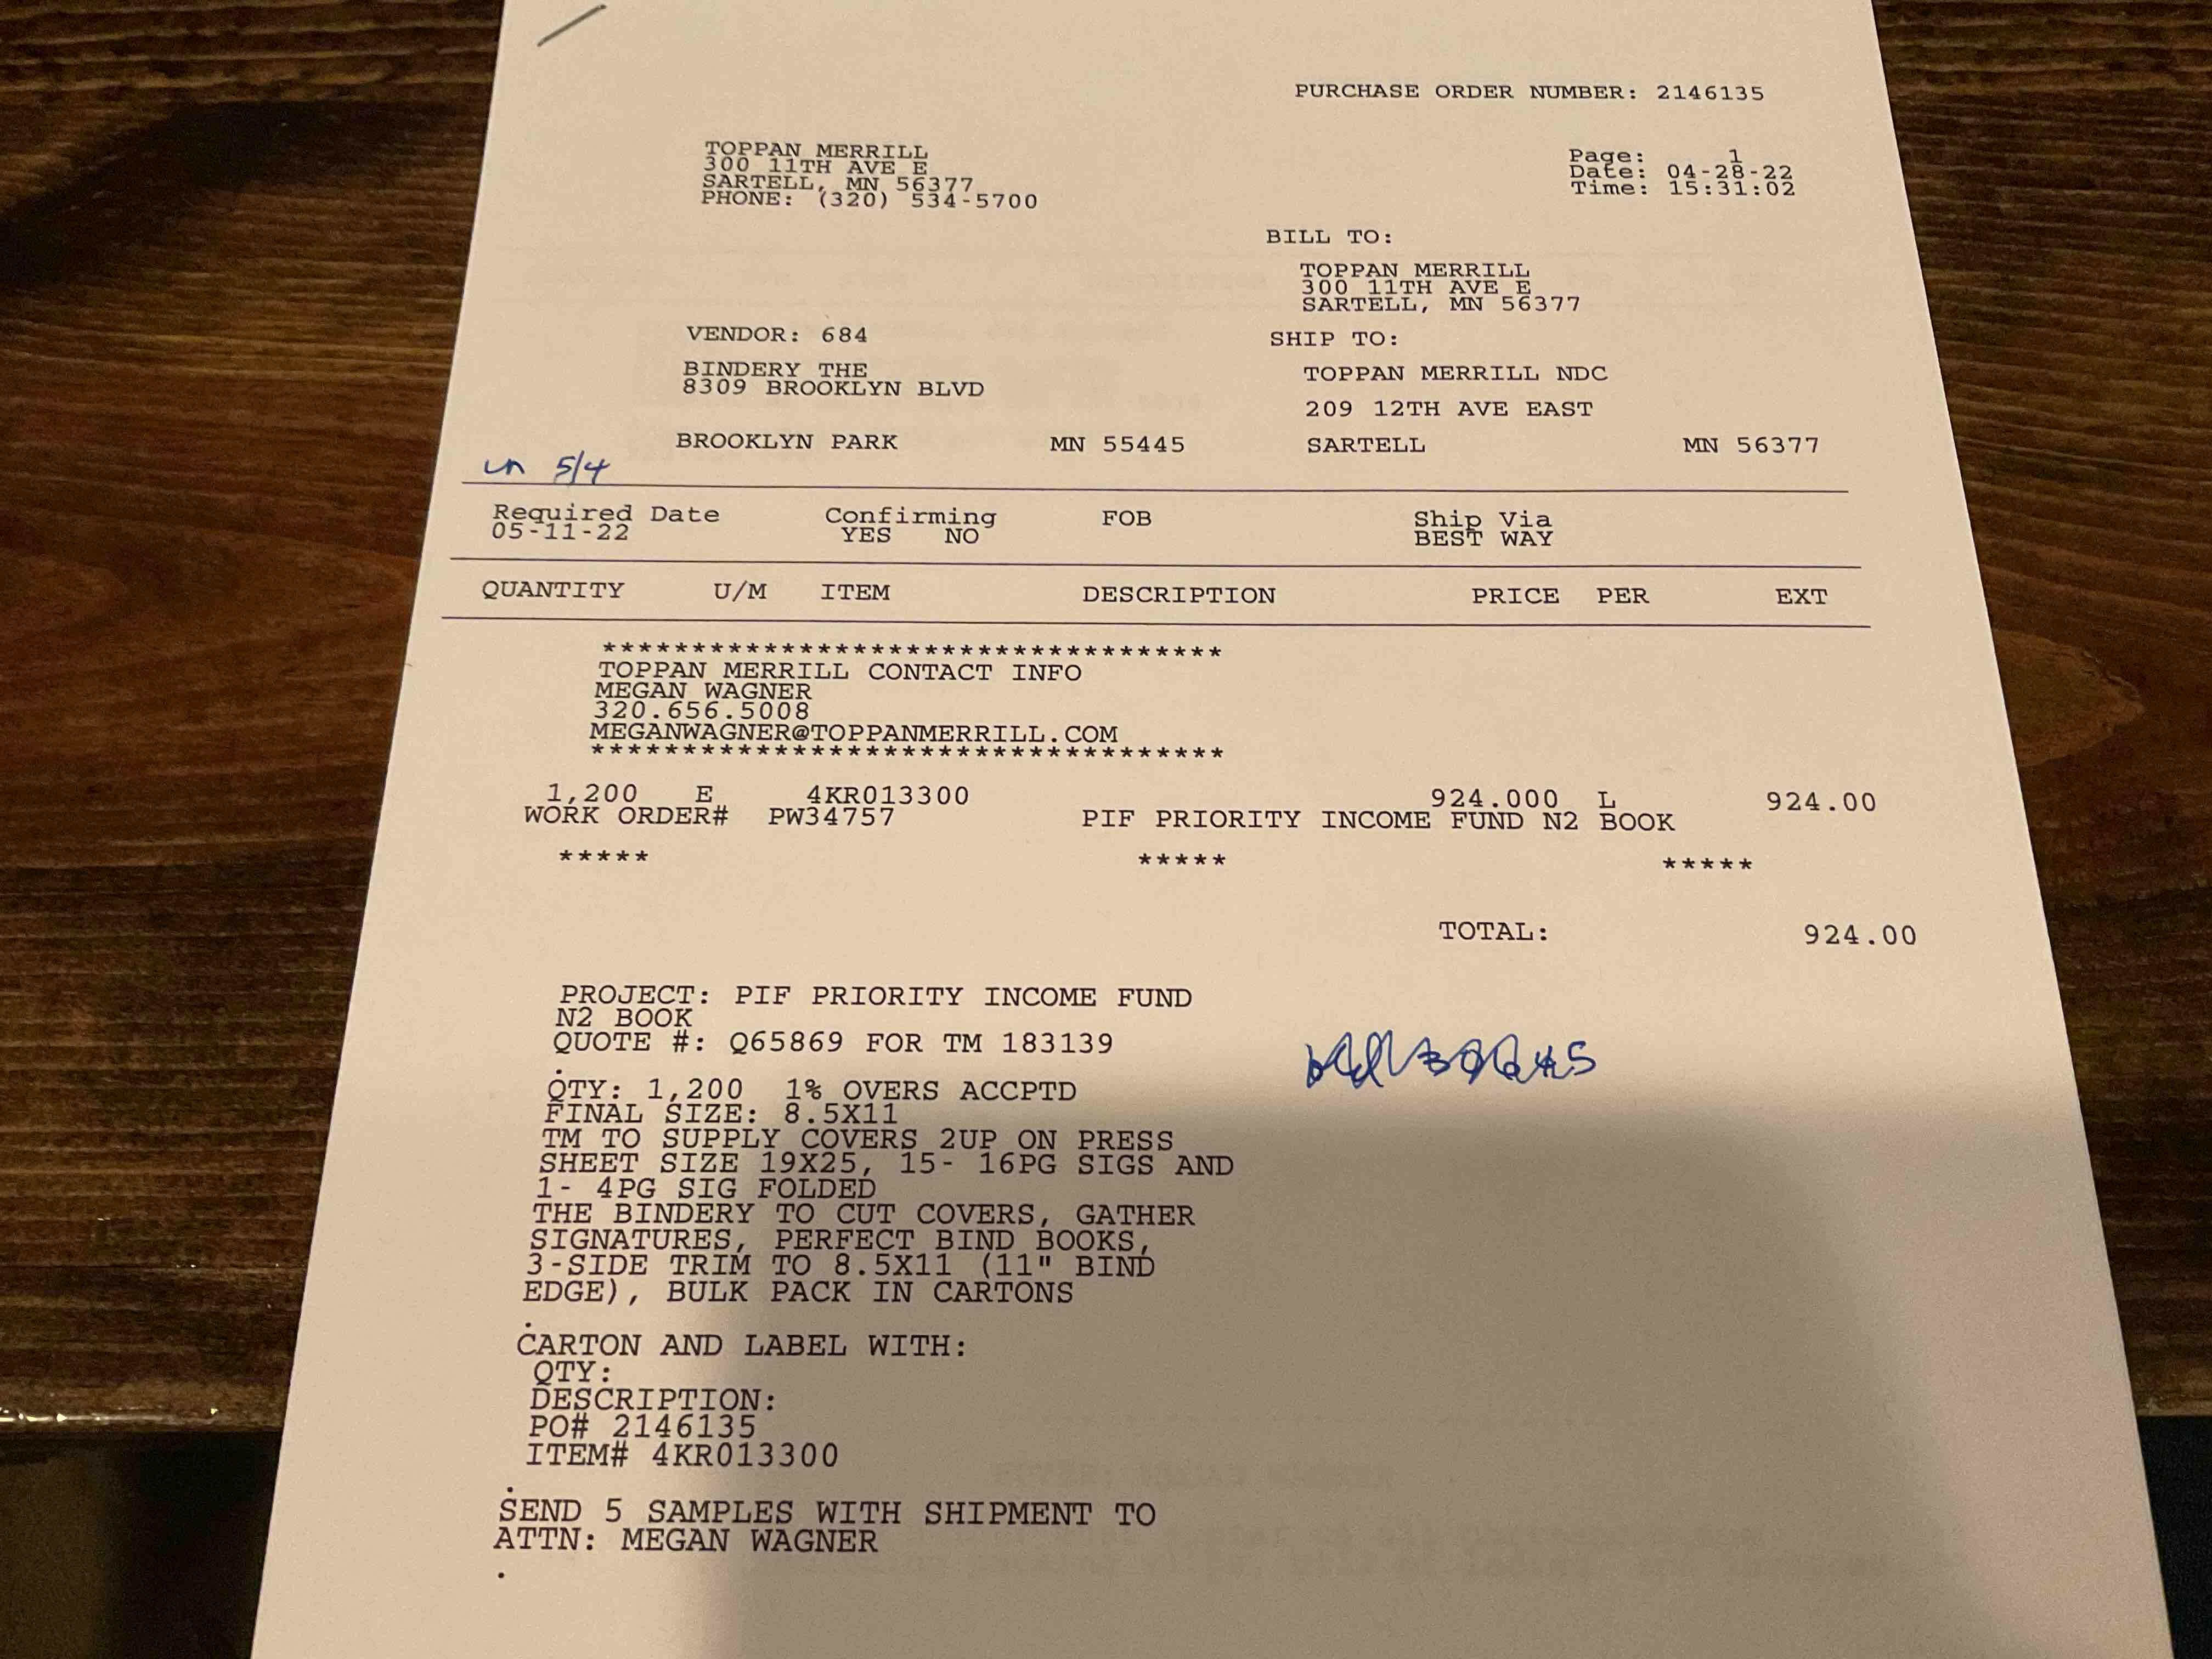 PURCHASE ORDER NUMBER: 2146135
TOPPAN MERRILL
300 11TH AVE E
SARTELL, MN 56377
PHONE: (320) 534-5700
Page: 1
Date: 04-28-22
Time: 15:31:02
BILL TO:
TOPPAN MERRILL
300 11TH AVE E
SARTELL, MN 56377
VENDOR: 684
BINDERY THE
8309 BROOKLYN BLVD
BROOKLYN PARK MN 55445
SHIP TO:
TOPPAN MERRILL NDC
209 12TH AVE EAST
SARTELL MN 56377
5/4
Required Date Confirming FOB Ship Via
05-11-22 YES NO BEST WAY
QUANTITY U/M ITEM DESCRIPTION PRICE PER EXT
***********************************
TOPPAN MERRILL CONTACT INFO
MEGAN WAGNER
320.656.5008
MEGANWAGNER@TOPPANMERRILL.COM
***********************************
1,200 E 4KR013300 924.000 L 924.00
WORK ORDER# PW34757 PIF PRIORITY INCOME FUND N2 BOOK
***** ***** *****
TOTAL: 924.00
PROJECT: PIF PRIORITY INCOME FUND
N2 BOOK
QUOTE #: Q65869 FOR TM 183139
.
QTY: 1,200 1% OVERS ACCPTD
FINAL SIZE: 8.5X11
TM TO SUPPLY COVERS 2UP ON PRESS
SHEET SIZE 19X25, 15- 16PG SIGS AND
1- 4PG SIG FOLDED
THE BINDERY TO CUT COVERS, GATHER
SIGNATURES, PERFECT BIND BOOKS,
3-SIDE TRIM TO 8.5X11 (11" BIND
EDGE), BULK PACK IN CARTONS
.
CARTON AND LABEL WITH:
QTY:
DESCRIPTION:
PO# 2146135
ITEM# 4KR013300
.
SEND 5 SAMPLES WITH SHIPMENT TO
ATTN: MEGAN WAGNER
.